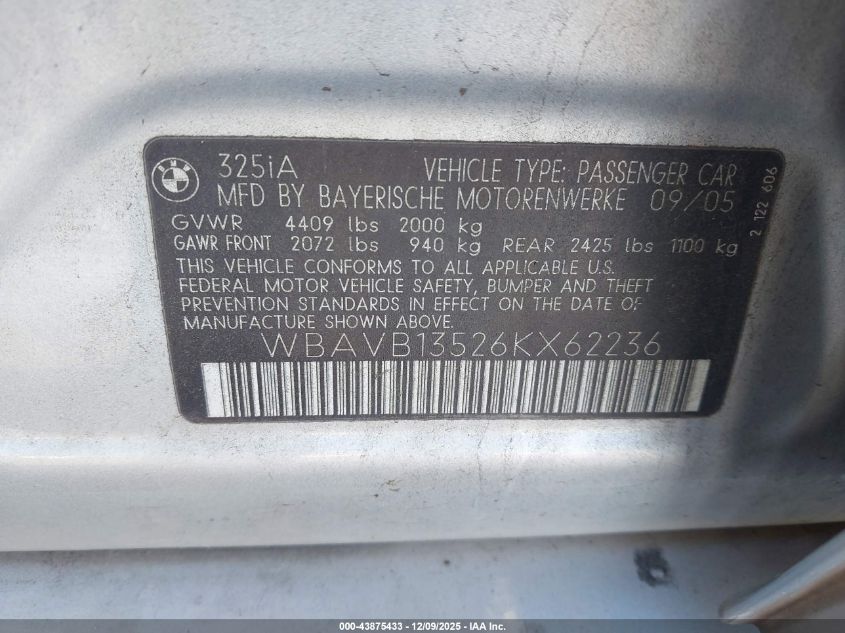 BMW
325iA VEHICLE TYPE: PASSENGER CAR
MFD BY BAYERISCHE MOTORENWERKE 09/05
GVWR 4409 lbs 2000 kg
GAWR FRONT 2072 lbs 940 kg REAR 2425 lbs 1100 kg
THIS VEHICLE CONFORMS TO ALL APPLICABLE U.S.
FEDERAL MOTOR VEHICLE SAFETY, BUMPER AND THEFT
PREVENTION STANDARDS IN EFFECT ON THE DATE OF
MANUFACTURE SHOWN ABOVE.
WBAVB13526KX62236
2 122 606
000-43875433 - 12/09/2025 - IAA Inc.